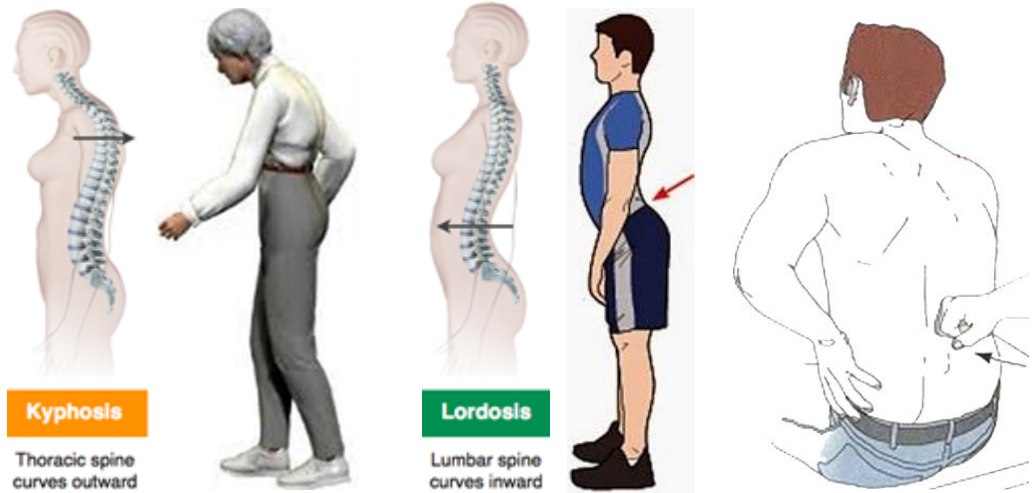 Kyphosis
Thoracic spine
curves outward
Lordosis
Lumbar spine
curves inward